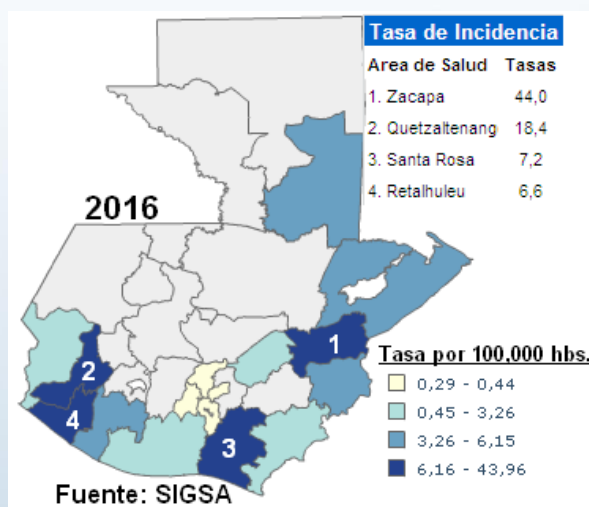 Tasa de Incidencia
Area de Salud Tasas
1. Zacapa 44,0
2. Quetzaltenang 18,4
3. Santa Rosa 7,2
4. Retalhuleu 6,6
2016
1
2
4
3
Tasa por 100,000 hbs.
0,29 - 0,44
0,45 - 3,26
3,26 - 6,15
6,16 - 43,96
Fuente: SIGSA